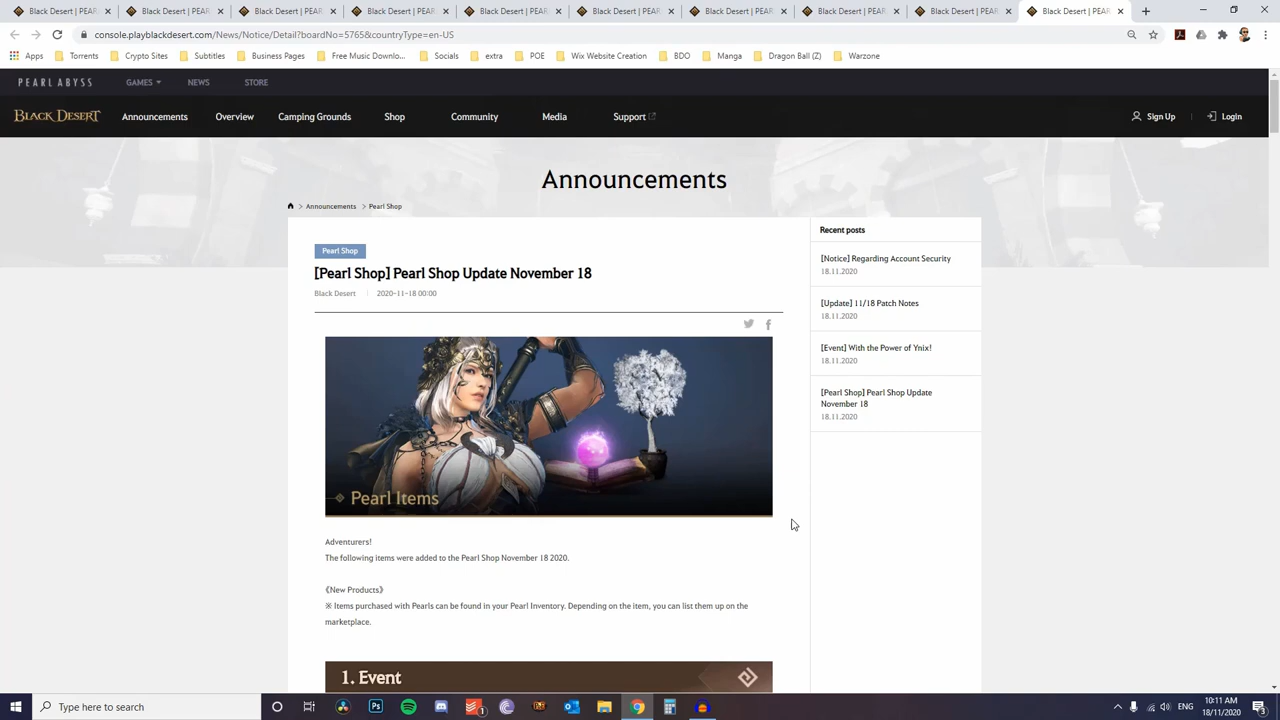 Black Desert | PEAR
Black Desert | PEAR
Black Desert | PEAR
Black Desert | PEAR
Black Desert | PEAR
Black Desert | PEAR
Black Desert | PEAR
Black Desert | PEAR
Black Desert | PEAR
Black Desert | PEAR
console.playblackdesert.com/News/Notice/Detail?boardNo=5765&countryType=en-US
Apps Torrents Crypto Sites Subtitles Business Pages Free Music Downlo... Socials extra POE Wix Website Creation BDO Manga Dragon Ball (Z) Warzone
PEARL ABYSS GAMES NEWS STORE
BLACK DESERT Announcements Overview Camping Grounds Shop Community Media Support Sign Up Login
Announcements
> Announcements > Pearl Shop
Pearl Shop
[Pearl Shop] Pearl Shop Update November 18
Black Desert | 2020-11-18 00:00
Pearl Items
Adventurers!
The following items were added to the Pearl Shop November 18 2020.
《New Products》
※ Items purchased with Pearls can be found in your Pearl Inventory. Depending on the item, you can list them up on the
marketplace.
1. Event
Recent posts
[Notice] Regarding Account Security
18.11.2020
[Update] 11/18 Patch Notes
18.11.2020
[Event] With the Power of Ynix!
18.11.2020
[Pearl Shop] Pearl Shop Update
November 18
18.11.2020
Type here to search
1
ENG
10:11 AM
18/11/2020